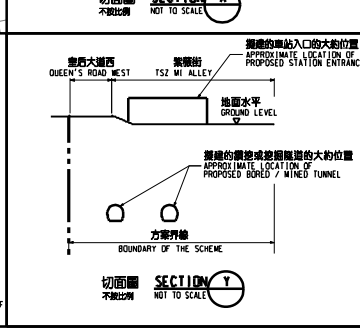 切面圖 SECTION
不按比例 NOT TO SCALE
擬建的車站入口的大約位置
APPROXIMATE LOCATION OF
PROPOSED STATION ENTRANC
皇后大道西
QUEEN'S ROAD WEST
紫薇街
TSZ MI ALLEY
地面水平
GROUND LEVEL
擬建的鑽挖或挖掘隧道的大約位置
APPROXIMATE LOCATION OF
PROPOSED BORED / MINED TUNNEL
方案界線
BOUNDARY OF THE SCHEME
切面圖 SECTION Y
不按比例 NOT TO SCALE